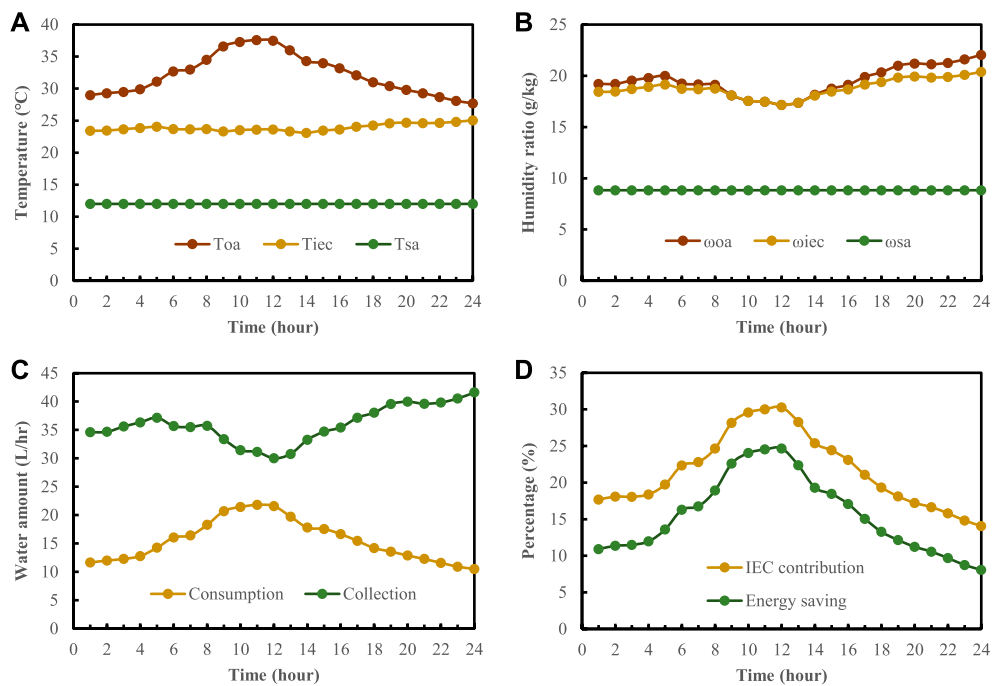 A
Temperature (°C)
40
35
30
25
20
15
10
5
0
Toa Tiec Tsa
0 2 4 6 8 10 12 14 16 18 20 22 24
Time (hour)
B
Humidity ratio (g/kg)
25
20
15
10
5
0
ωoa ωiec ωsa
0 2 4 6 8 10 12 14 16 18 20 22 24
Time (hour)
C
Water amount (L/hr)
45
40
35
30
25
20
15
10
5
0
Consumption Collection
0 2 4 6 8 10 12 14 16 18 20 22 24
Time (hour)
D
Percentage (%)
35
30
25
20
15
10
5
0
IEC contribution
Energy saving
0 2 4 6 8 10 12 14 16 18 20 22 24
Time (hour)